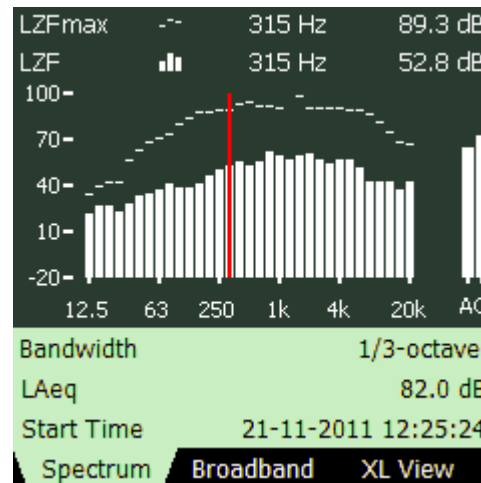 LZFmax 315 Hz 89.3 dB
LZF 315 Hz 52.8 dB
100
70
40
10
-20
12.5 63 250 1k 4k 20k AC
Bandwidth 1/3-octave
LAeq 82.0 dB
Start Time 21-11-2011 12:25:24
Spectrum Broadband XL View